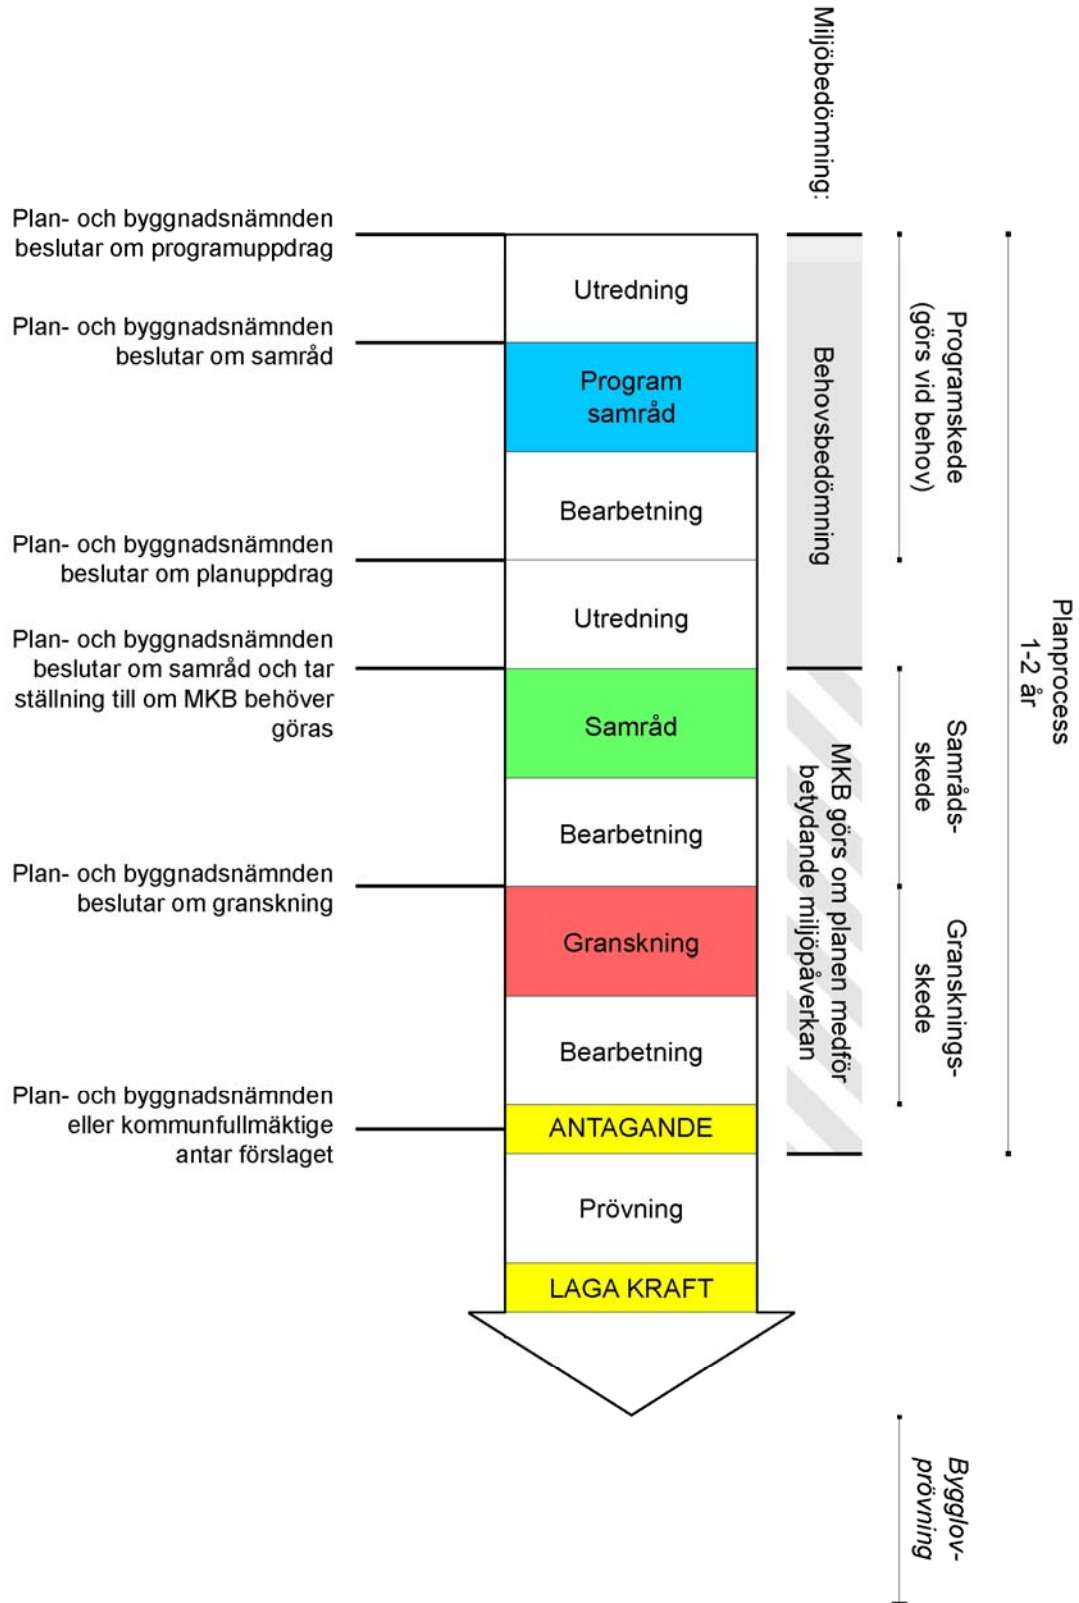 Miljöbedömning:
Plan- och byggnadsnämnden
beslutar om programuppdrag
Plan- och byggnadsnämnden
beslutar om samråd
Plan- och byggnadsnämnden
beslutar om planuppdrag
Plan- och byggnadsnämnden
beslutar om samråd och tar
ställning till om MKB behöver
göras
Plan- och byggnadsnämnden
beslutar om granskning
Plan- och byggnadsnämnden
eller kommunfullmäktige
antar förslaget
Utredning
Program
samråd
Bearbetning
Utredning
Samråd
Bearbetning
Granskning
Bearbetning
ANTAGANDE
Prövning
LAGA KRAFT
Behovsbedömning
MKB görs om planen medför
betydande miljöpåverkan
Programskede
(görs vid behov)
Samråds-
skede
Gransknings-
skede
Planprocess
1-2 år
Bygglov-
prövning